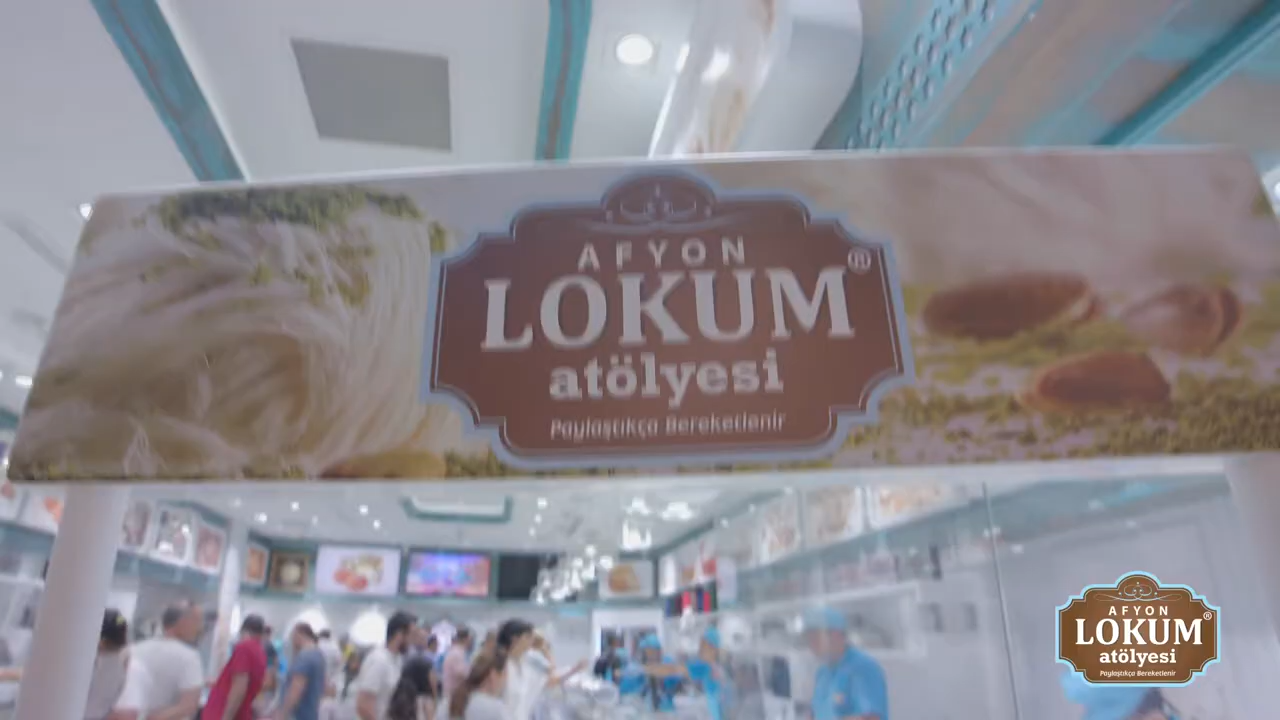 AFYON
LOKUM®
atölyesi
Paylaştıkça Bereketlenir
AFYON
LOKUM®
atölyesi
Paylaştıkça Bereketlenir